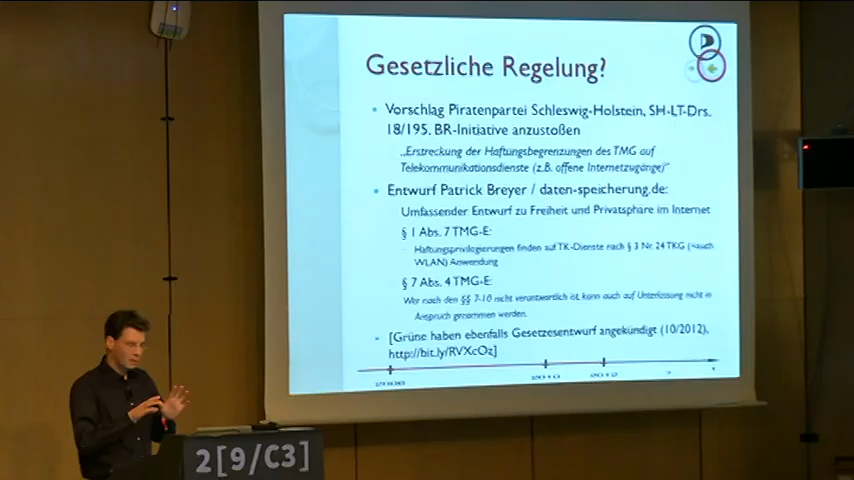 Gesetzliche Regelung?
• Vorschlag Piratenpartei Schleswig-Holstein, SH-LT-Drs.
18/195, BR-Initiative anzustoßen
„Erstreckung der Haftungsbegrenzungen des TMG auf
Telekommunikationsdienste (z.B. offene Internetzugänge)“
• Entwurf Patrick Breyer / daten-speicherung.de:
Umfassender Entwurf zu Freiheit und Privatsphäre im Internet
§ 1 Abs. 7 TMG-E:
Haftungsprivilegierungen finden auf TK-Dienste nach § 3 Nr. 24 TKG (=auch
WLAN) Anwendung
§ 7 Abs. 4 TMG-E:
Wer nach den §§ 7-10 nicht verantwortlich ist, kann auch auf Unterlassung nicht in
Anspruch genommen werden.
• [Grüne haben ebenfalls Gesetzesentwurf angekündigt (10/2012),
http://bit.ly/RVXcOz]
2010 2012 ?
2[9/C3]